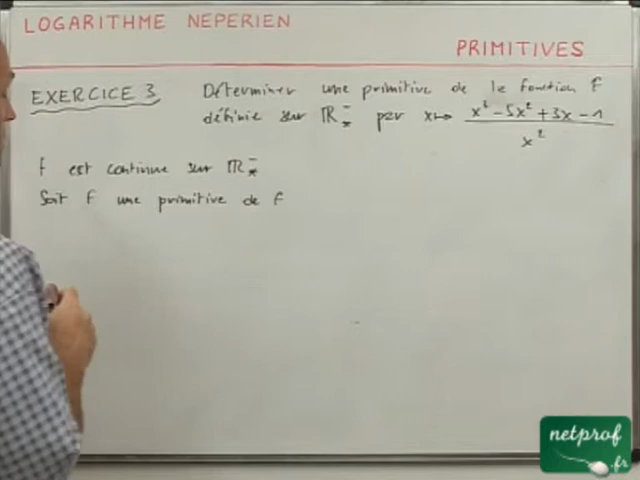 LOGARITHME NEPERIEN
PRIMITIVES
EXERCICE 3 Déterminer une primitive de la fonction f
définie sur ℝ*⁻ par x ↦ (x³ - 5x² + 3x - 1) / x²
f est continue sur ℝ*⁻
Soit F une primitive de f
netprof
.fr